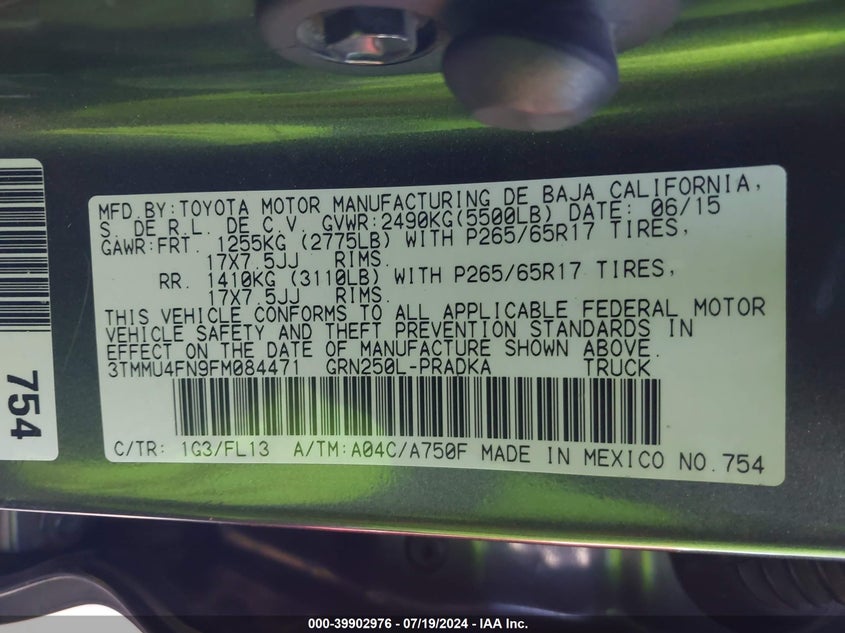 754
MFD.BY:TOYOTA MOTOR MANUFACTURING DE BAJA CALIFORNIA,
S. DE R.L. DE C.V. GVWR:2490KG(5500LB) DATE: 06/15
GAWR:FRT. 1255KG (2775LB) WITH P265/65R17 TIRES,
17X7.5JJ RIMS.
RR. 1410KG (3110LB) WITH P265/65R17 TIRES,
17X7.5JJ RIMS.
THIS VEHICLE CONFORMS TO ALL APPLICABLE FEDERAL MOTOR
VEHICLE SAFETY AND THEFT PREVENTION STANDARDS IN
EFFECT ON THE DATE OF MANUFACTURE SHOWN ABOVE.
3TMMU4FN9FM084471 GRN250L-PRADKA TRUCK
C/TR: 1G3/FL13 A/TM:A04C/A750F MADE IN MEXICO NO.754
000-39902976 - 07/19/2024 - IAA Inc.